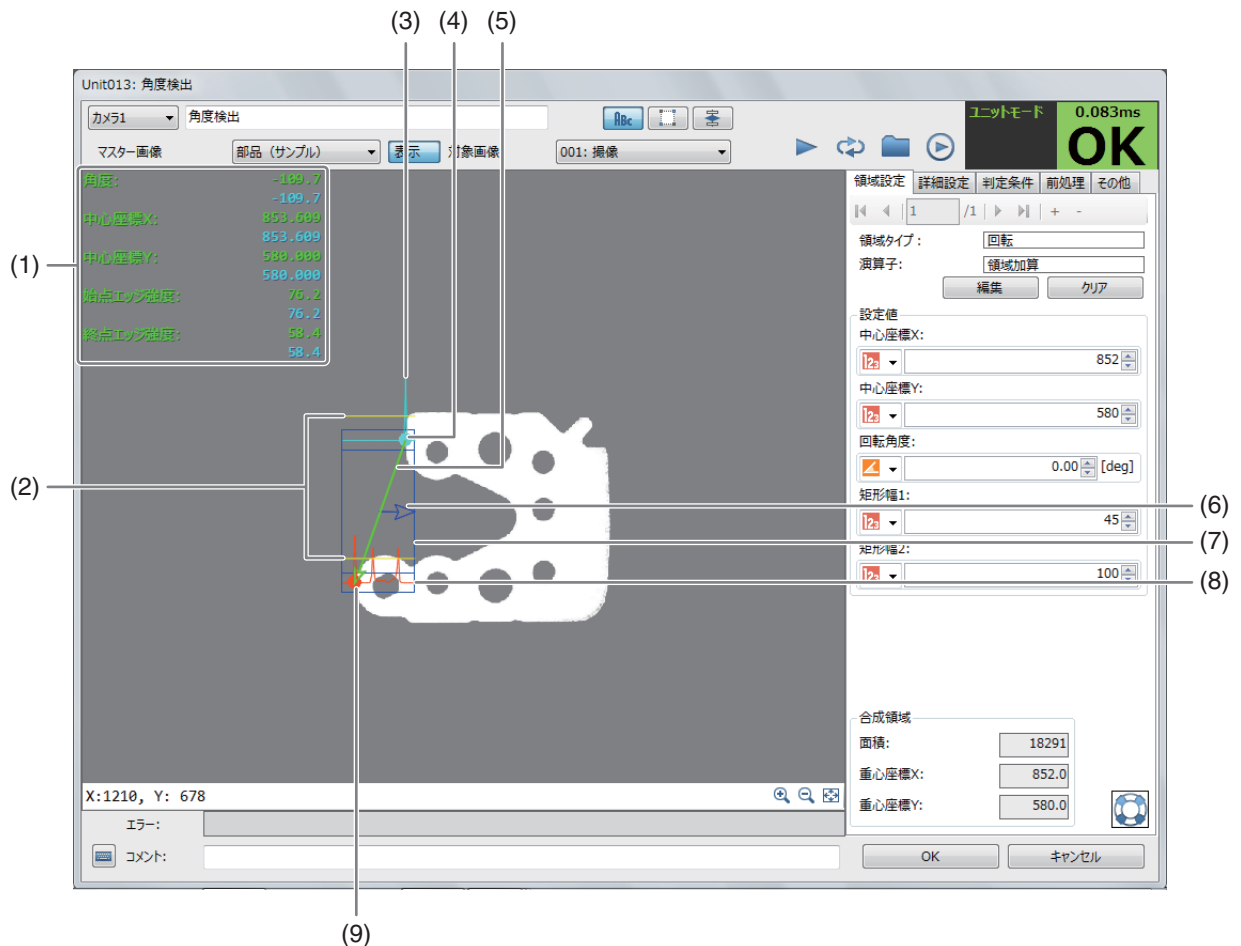 (3) (4) (5)
Unit013: 角度検出
カメラ1 角度検出 ABC ユニットモード 0.083ms
OK
マスター画像 部品（サンプル） 表示 対象画像 001: 撮像
角度: -109.7
-109.7
中心座標X: 853.609
853.609
中心座標Y: 580.000
580.000
始点エッジ強度: 76.2
76.2
終点エッジ強度: 58.4
58.4
(1)
(2)
領域設定 詳細設定 判定条件 前処理 その他
1 /1 + -
領域タイプ： 回転
演算子: 領域加算
編集 クリア
設定値
中心座標X:
123 852
中心座標Y:
123 580
回転角度:
0.00 [deg]
矩形幅1:
123 45
矩形幅2:
123 100
(6)
(7)
(8)
合成領域
面積: 18291
重心座標X: 852.0
重心座標Y: 580.0
X:1210, Y: 678
エラー:
コメント:
OK キャンセル
(9)